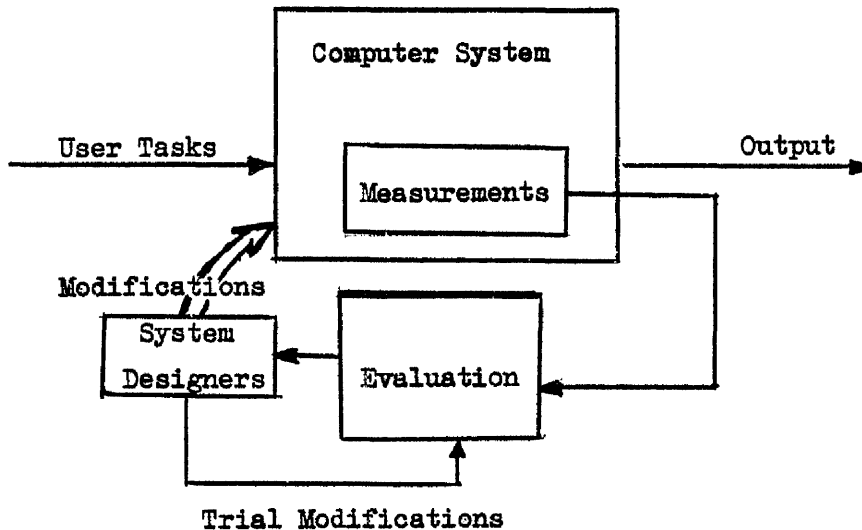 Computer System
User Tasks
Output
Measurements
Modifications
System
Designers
Evaluation
Trial Modifications